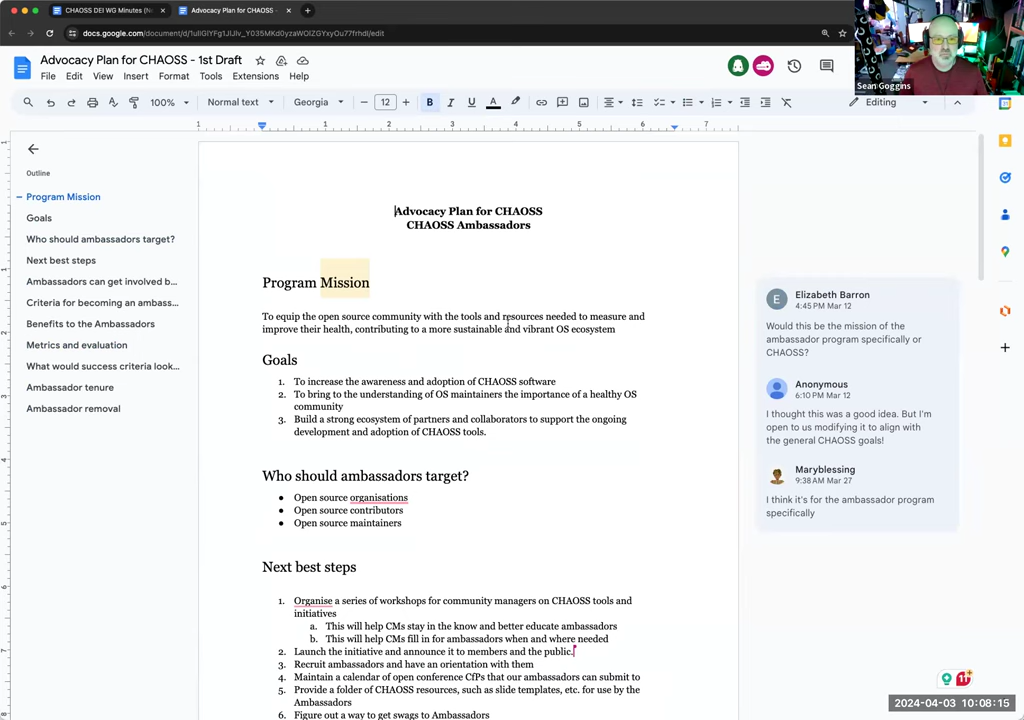 CHAOSS DEI WG Minutes (N
Advocacy Plan for CHAOSS -
docs.google.com/document/d/
Advocacy Plan for CHAOSS - 1st Draft
File Edit View Insert Format Tools Extensions Help
100% Normal text Georgia 12 Editing
Sean Goggins
Outline
Program Mission
Goals
Who should ambassadors target?
Next best steps
Ambassadors can get involved b...
Criteria for becoming an ambass...
Benefits to the Ambassadors
Metrics and evaluation
What would success criteria look...
Ambassador tenure
Ambassador removal
1 1 2 3 4 5 6 7
Advocacy Plan for CHAOSS
CHAOSS Ambassadors
Program Mission
To equip the open source community with the tools and resources needed to measure and
improve their health, contributing to a more sustainable and vibrant OS ecosystem
Goals
1. To increase the awareness and adoption of CHAOSS software
2. To bring to the understanding of OS maintainers the importance of a healthy OS
community
3. Build a strong ecosystem of partners and collaborators to support the ongoing
development and adoption of CHAOSS tools.
Who should ambassadors target?
● Open source organisations
● Open source contributors
● Open source maintainers
Next best steps
1. Organise a series of workshops for community managers on CHAOSS tools and
initiatives
a. This will help CMs stay in the know and better educate ambassadors
b. This will help CMs fill in for ambassadors when and where needed
2. Launch the initiative and announce it to members and the public.
3. Recruit ambassadors and have an orientation with them
4. Maintain a calendar of open conference CfPs that our ambassadors can submit to
5. Provide a folder of CHAOSS resources, such as slide templates, etc. for use by the
Ambassadors
6. Figure out a way to get swags to Ambassadors
E
Elizabeth Barron
4:45 PM Mar 12
Would this be the mission of the
ambassador program specifically or
CHAOSS?
Anonymous
6:10 PM Mar 12
I thought this was a good idea. But I'm
open to us modifying it to align with
the general CHAOSS goals!
Maryblessing
9:38 AM Mar 27
I think it's for the ambassador program
specifically
11
2024-04-03 10:08:15